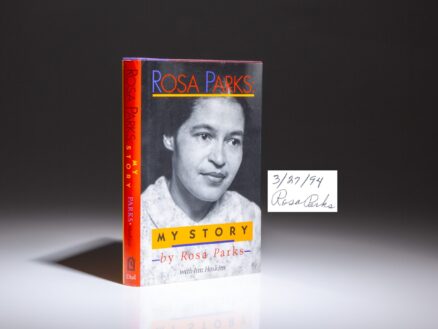 ROSA PARKS
MY STORY
by Rosa Parks
with Jim Haskins
ROSA PARKS
MY
STORY
PARKS
Dial
3/27/94
Rosa Parks